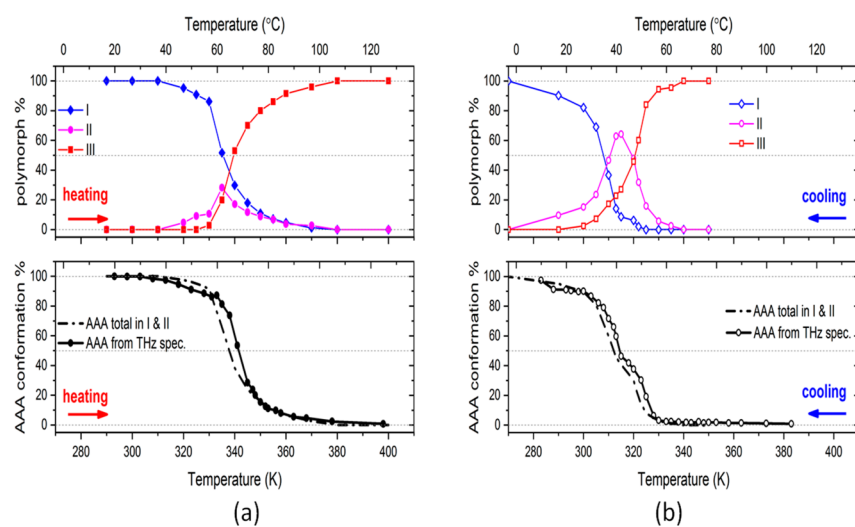 Temperature (°C)
0 20 40 60 80 100 120
100
80
60
40
20
0
polymorph %
I
II
III
heating
100
80
60
40
20
0
AAA conformation %
AAA total in I & II
AAA from THz spec.
heating
280 300 320 340 360 380 400
Temperature (K)
(a)
Temperature (°C)
0 20 40 60 80 100 120
100
80
60
40
20
0
polymorph %
I
II
III
cooling
100
80
60
40
20
0
AAA conformation %
AAA total in I & II
AAA from THz spec.
cooling
280 300 320 340 360 380 400
Temperature (K)
(b)